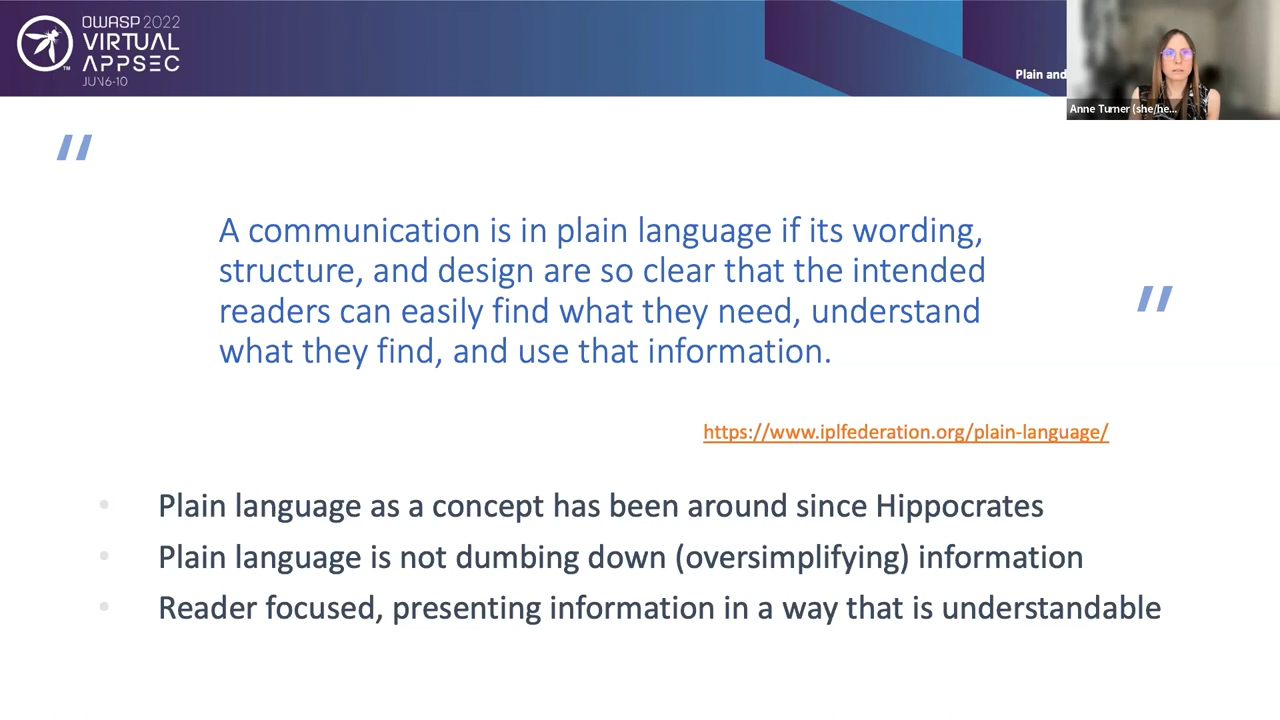 OWASP 2022
VIRTUAL
APPSEC
JUN 6-10
Plain and
Anne Turner (she/he...
"
A communication is in plain language if its wording,
structure, and design are so clear that the intended
readers can easily find what they need, understand
what they find, and use that information.
"
https://www.iplfederation.org/plain-language/
• Plain language as a concept has been around since Hippocrates
• Plain language is not dumbing down (oversimplifying) information
• Reader focused, presenting information in a way that is understandable